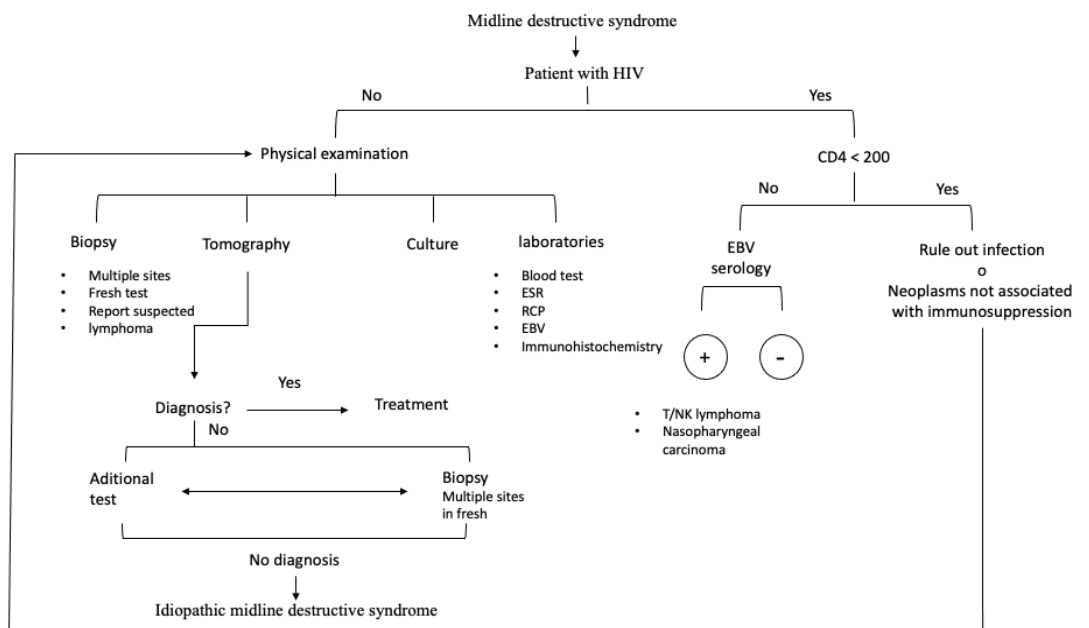 Midline destructive syndrome
Patient with HIV
No
Yes
Physical examination
CD4 < 200
No
Yes
Biopsy
• Multiple sites
• Fresh test
• Report suspected
• lymphoma
Tomography
Culture
laboratories
• Blood test
• ESR
• RCP
• EBV
• Immunohistochemistry
EBV
serology
+
-
• T/NK lymphoma
• Nasopharyngeal
carcinoma
Rule out infection
o
Neoplasms not associated
with immunosuppression
Diagnosis?
Yes
Treatment
No
Aditional
test
Biopsy
Multiple sites
in fresh
No diagnosis
Idiopathic midline destructive syndrome